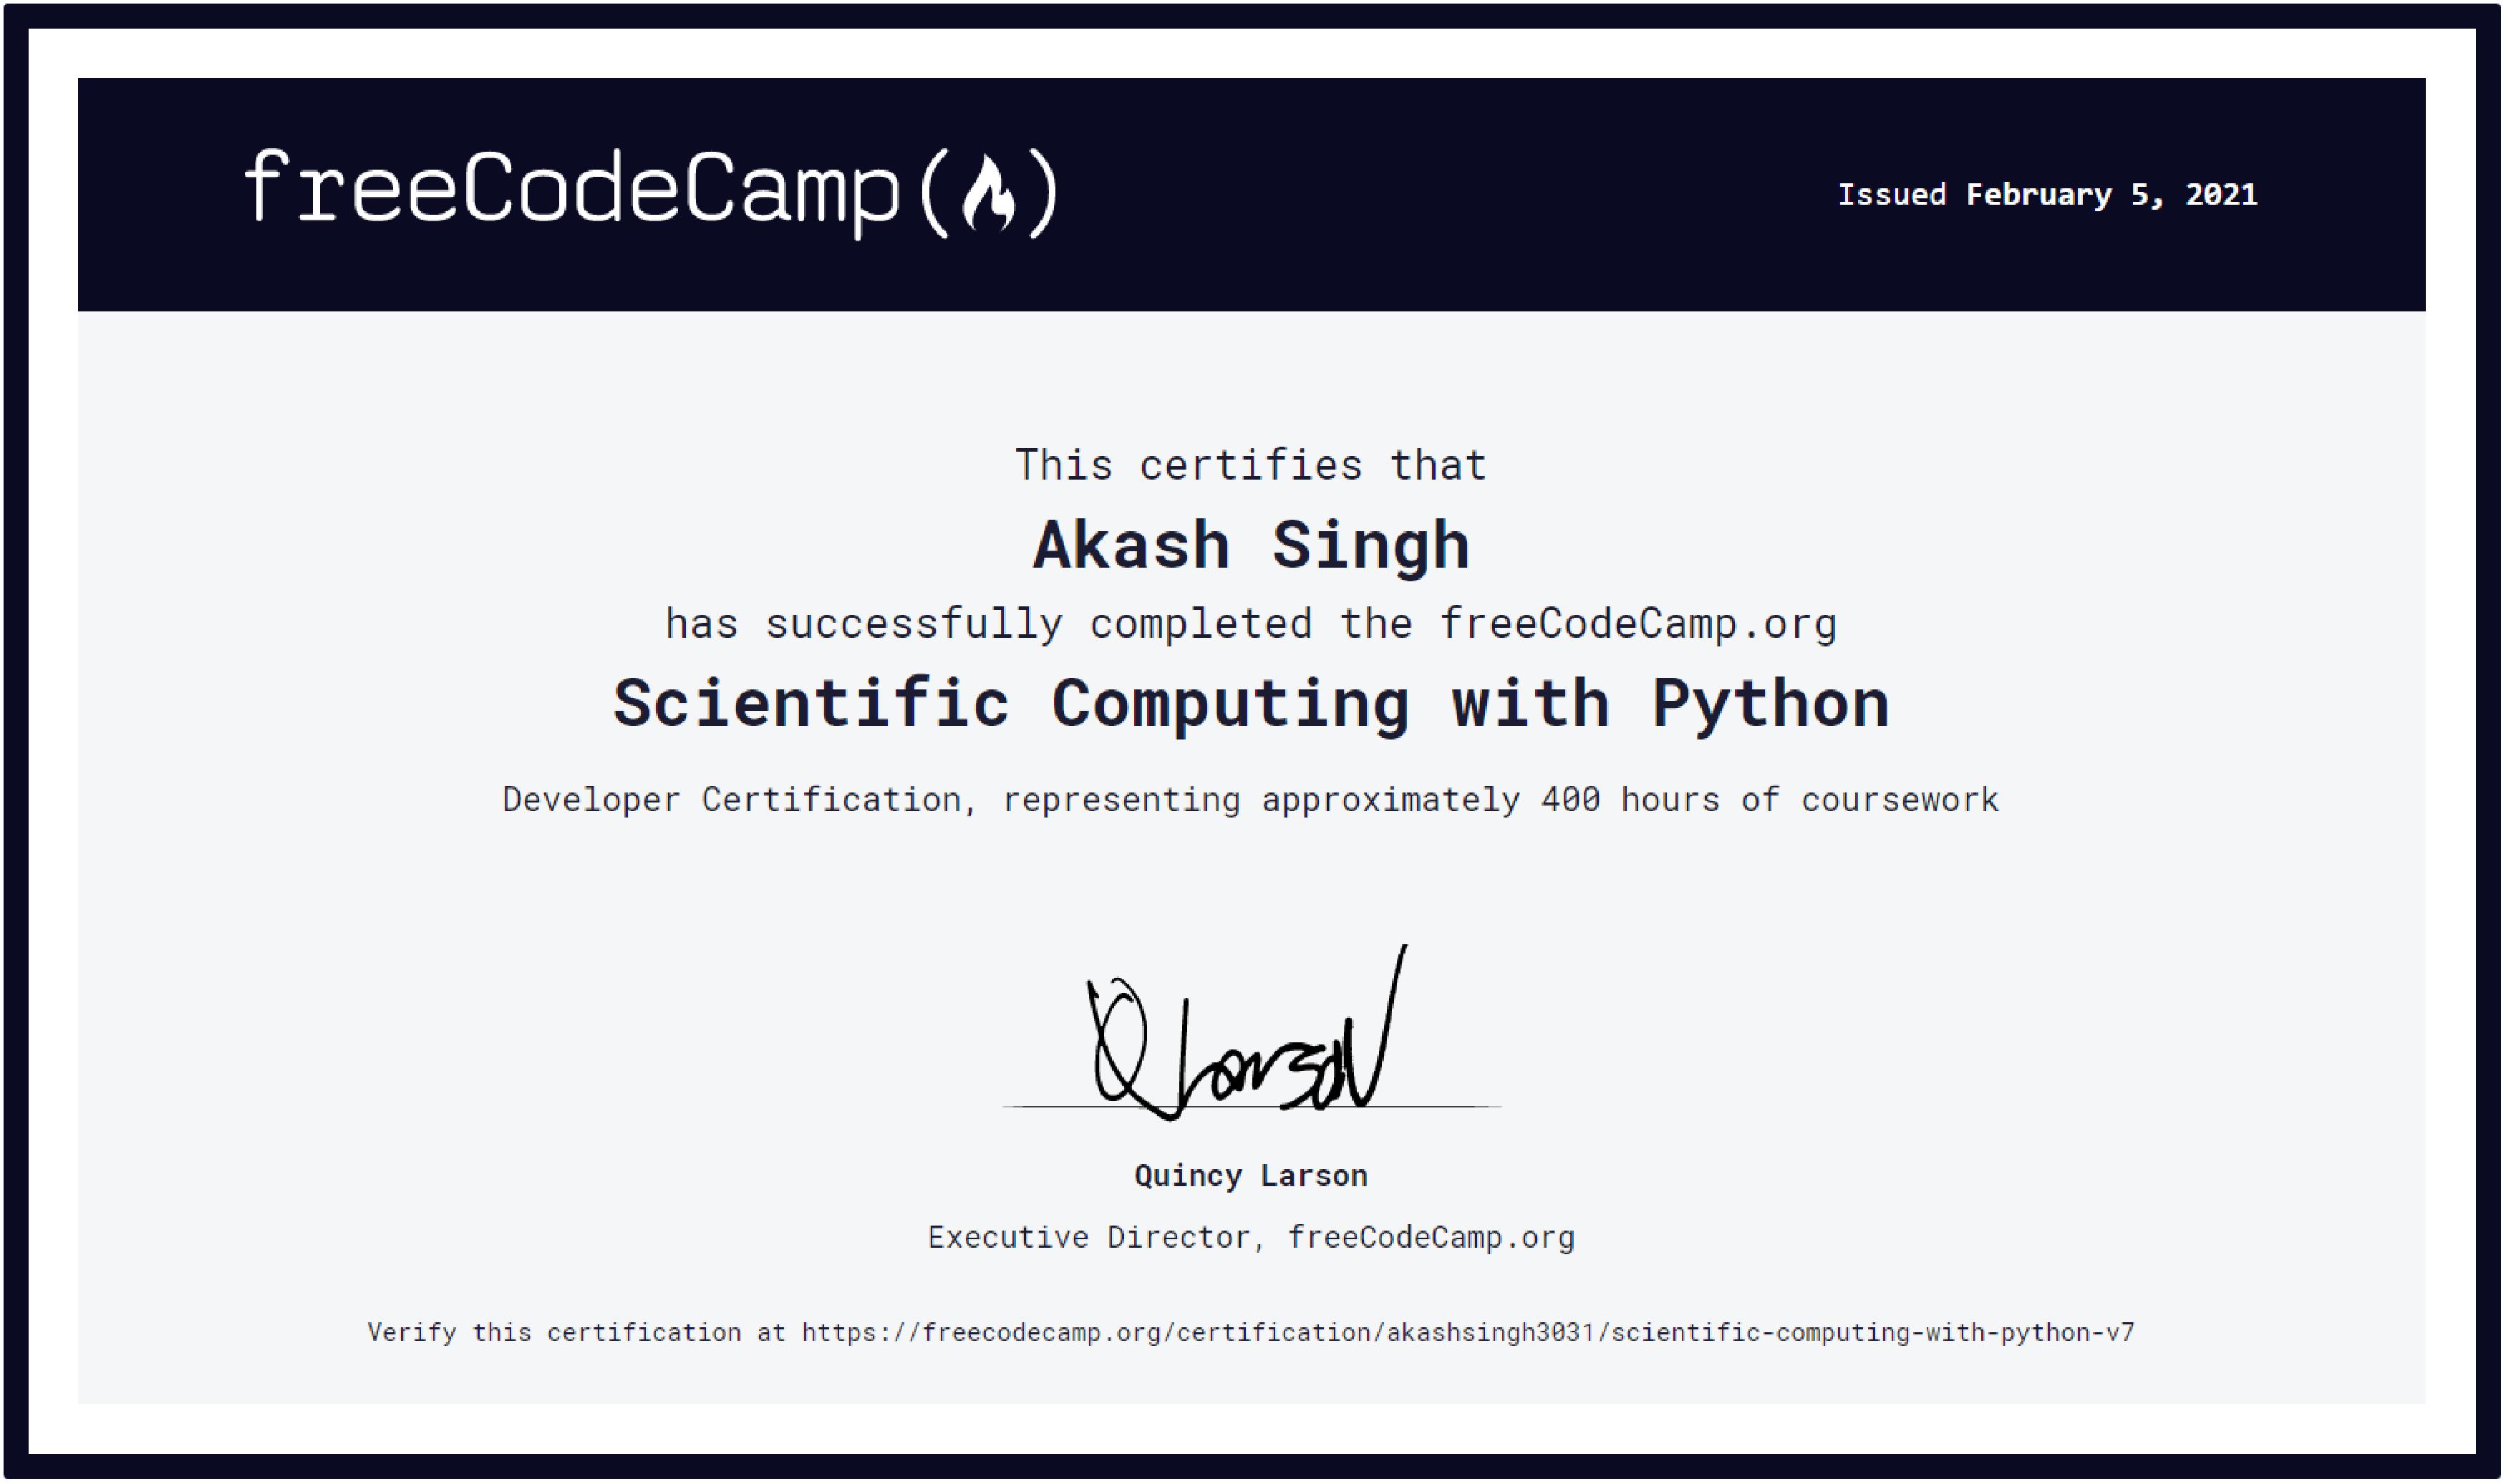 freeCodeCamp(🔥)
Issued February 5, 2021
This certifies that
Akash Singh
has successfully completed the freeCodeCamp.org
Scientific Computing with Python
Developer Certification, representing approximately 400 hours of coursework
Q Larson
Quincy Larson
Executive Director, freeCodeCamp.org
Verify this certification at https://freecodecamp.org/certification/akashsingh3031/scientific-computing-with-python-v7